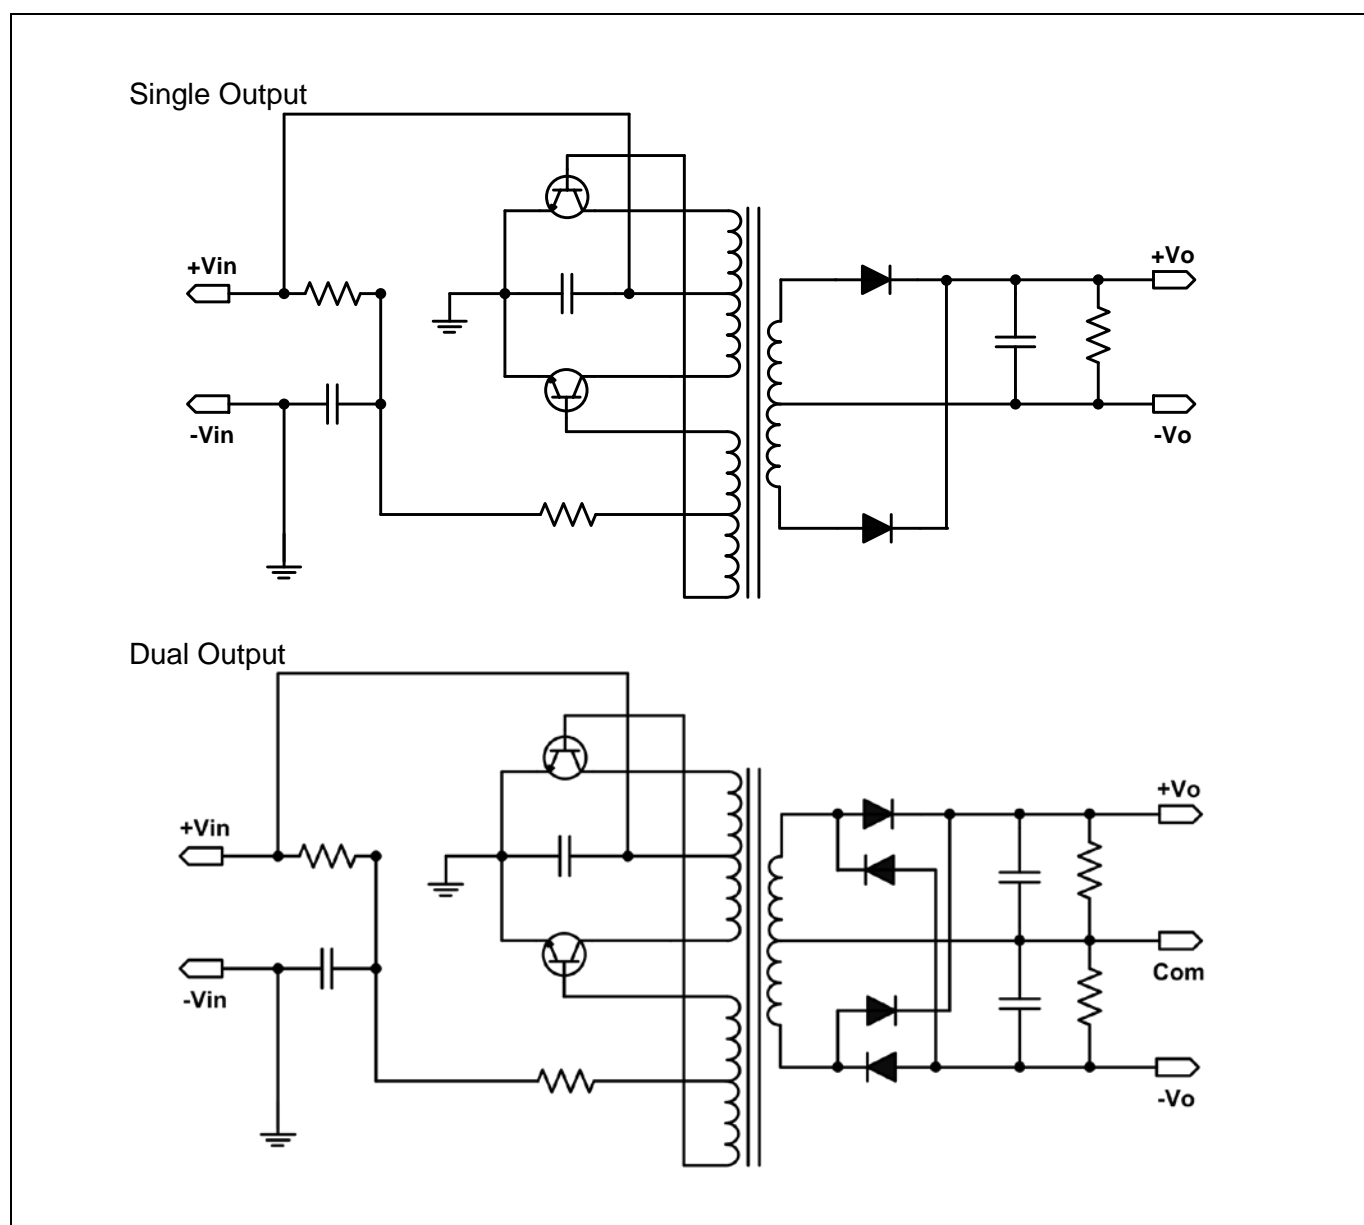 Single Output
+Vin
+Vo
-Vin
-Vo
Dual Output
+Vo
+Vin
Com
-Vin
-Vo